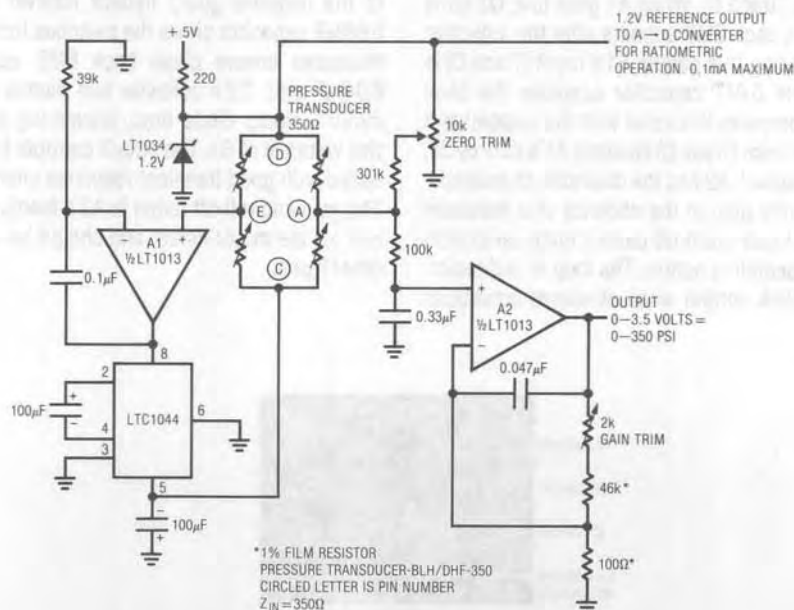 5V
1.2V REFERENCE OUTPUT
TO A–D CONVERTER
FOR RATIOMETRIC
OPERATION. 0.1mA MAXIMUM
39k
220
PRESSURE
TRANSDUCER
350Ω
LT1034
1.2V
D
E
A
C
10k
ZERO TRIM
301k
100k
0.33µF
A1
½LT1013
0.1µF
A2
½LT1013
+
−
OUTPUT
0–3.5 VOLTS =
0–350 PSI
0.047µF
2k
GAIN TRIM
46k*
100Ω*
8
2
100µF
+
−
4
3
LTC1044
6
5
−
100µF
+
*1% FILM RESISTOR
PRESSURE TRANSDUCER-BLH/DHF-350
CIRCLED LETTER IS PIN NUMBER
ZIN = 350Ω